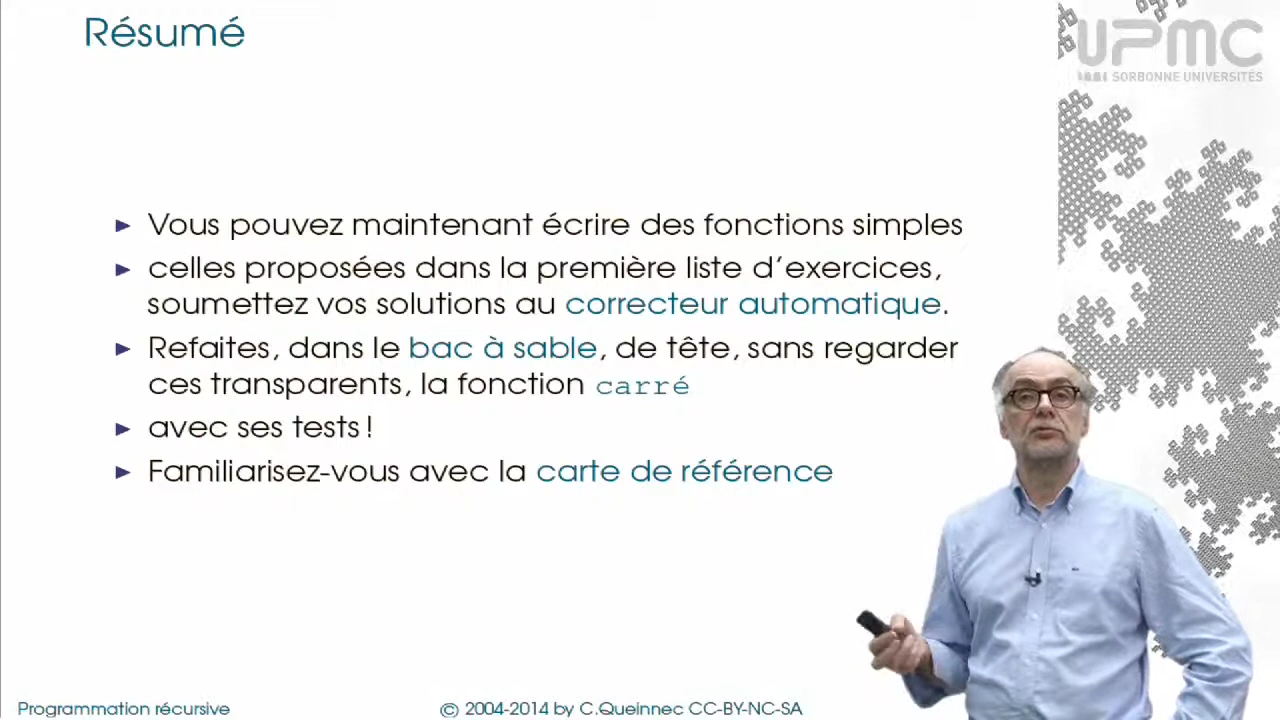 Résumé
UPMC
SORBONNE UNIVERSITÉS
► Vous pouvez maintenant écrire des fonctions simples
► celles proposées dans la première liste d'exercices,
soumettez vos solutions au correcteur automatique.
► Refaites, dans le bac à sable, de tête, sans regarder
ces transparents, la fonction carré
► avec ses tests !
► Familiarisez-vous avec la carte de référence
Programmation récursive
© 2004-2014 by C.Queinnec CC-BY-NC-SA